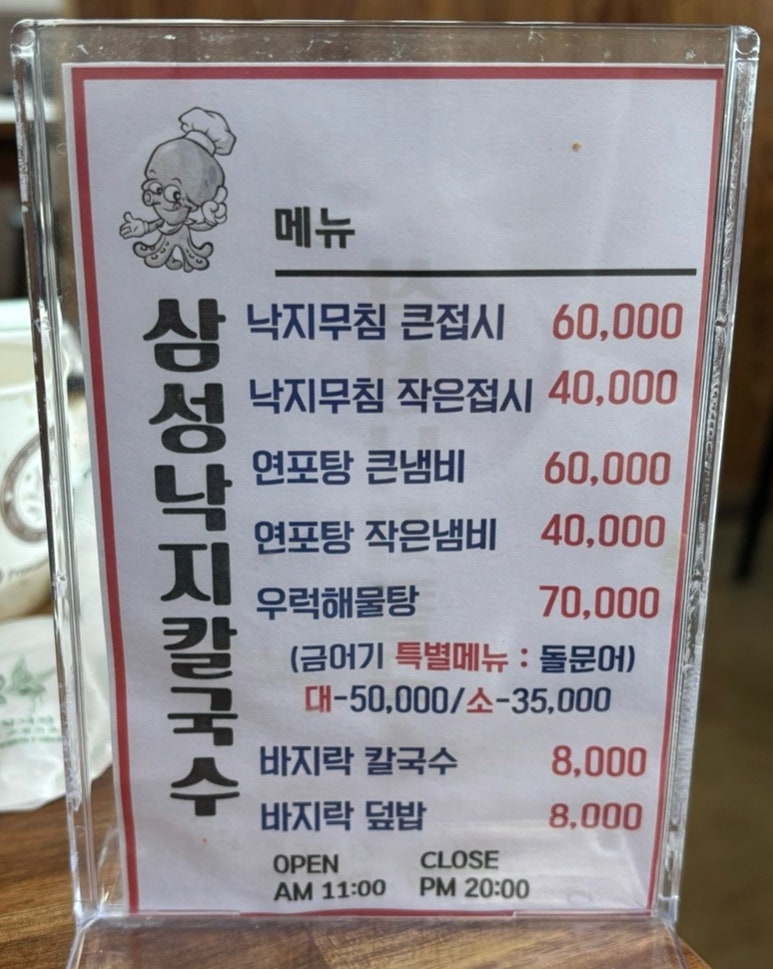 메뉴
삼성낙지칼국수
낙지무침 큰접시 60,000
낙지무침 작은접시 40,000
연포탕 큰냄비 60,000
연포탕 작은냄비 40,000
우럭해물탕 70,000
(금어기 특별메뉴 : 돌문어)
대-50,000/소-35,000
바지락 칼국수 8,000
바지락 덮밥 8,000
OPEN CLOSE
AM 11:00 PM 20:00